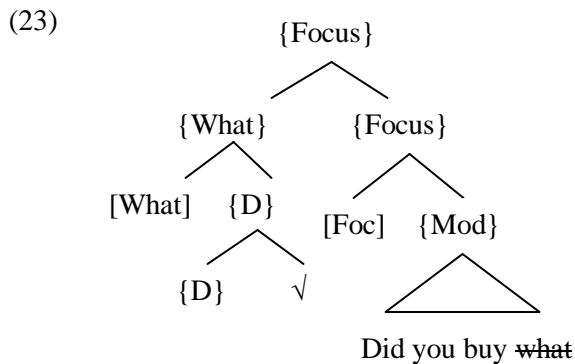 (23)
{Focus}
{What} {Focus}
[What] {D} [Foc] {Mod}
{D} √
Did you buy what